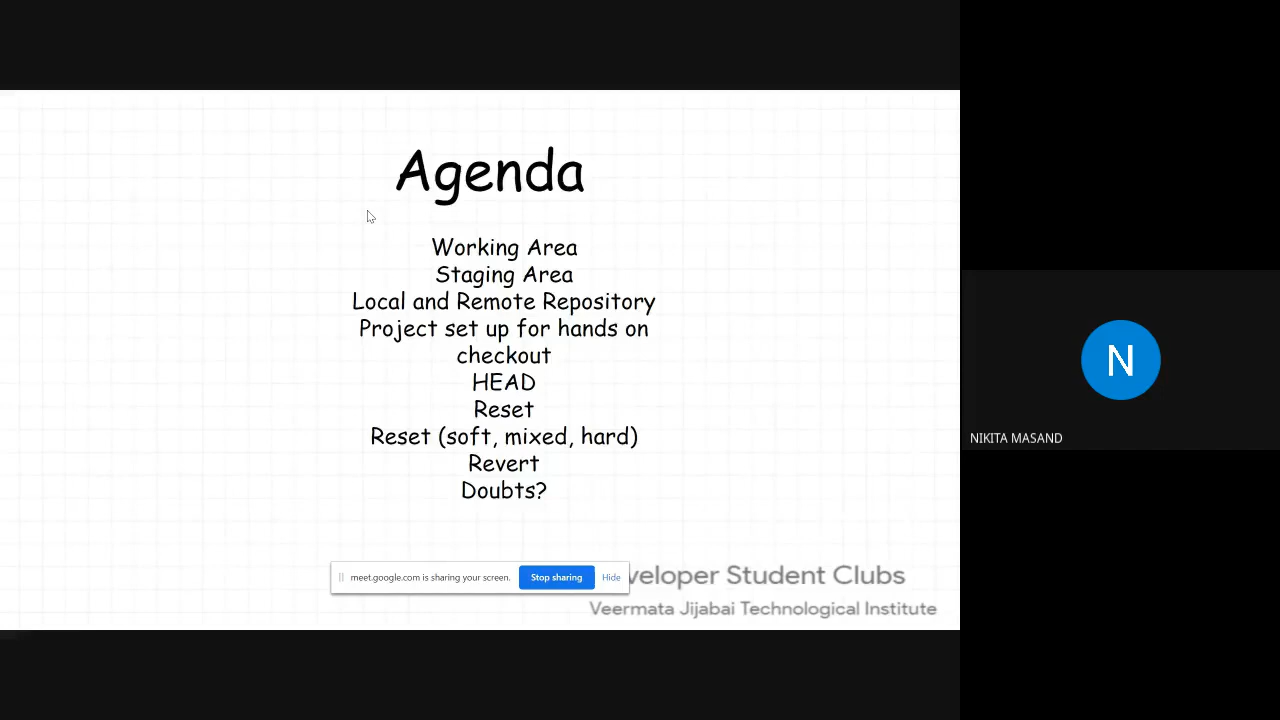 Agenda
Working Area
Staging Area
Local and Remote Repository
Project set up for hands on
checkout
HEAD
Reset
Reset (soft, mixed, hard)
Revert
Doubts?
meet.google.com is sharing your screen. Stop sharing Hide
Student Clubs
Veermata Jijabai Technological Institute
N
NIKITA MASAND